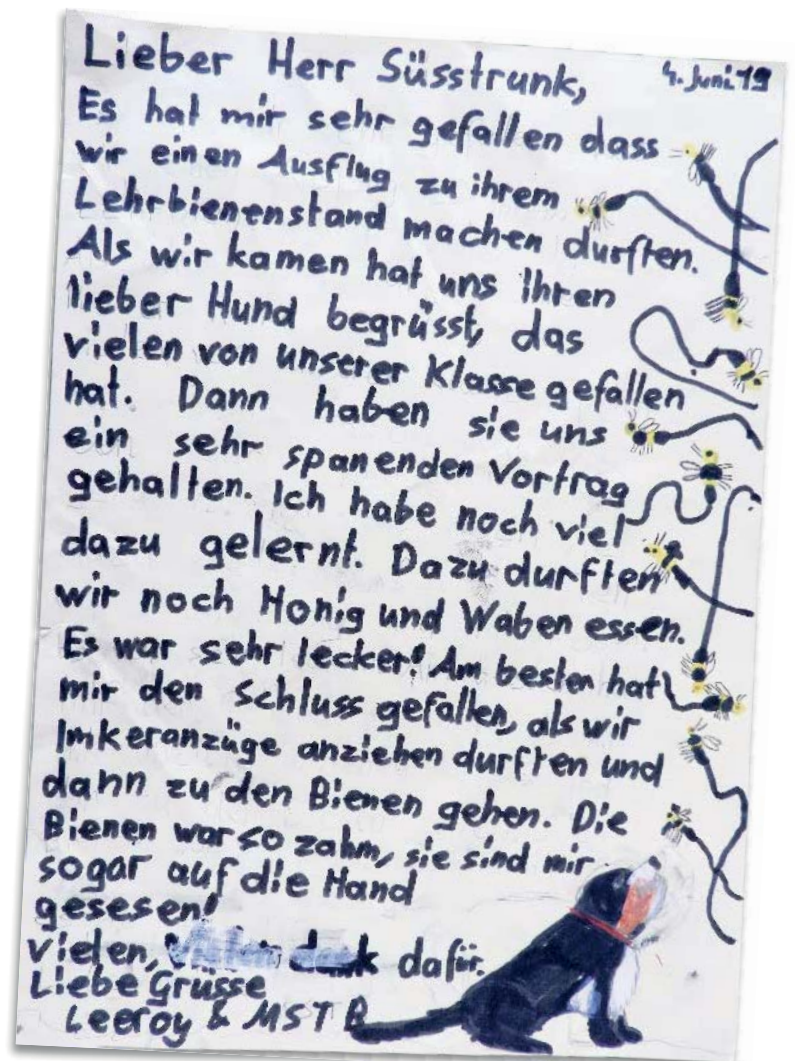 Lieber Herr Süsstrunk,
4. Juni 19
Es hat mir sehr gefallen dass
wir einen Ausflug zu ihrem
Lehrbienenstand machen durften.
Als wir kamen hat uns Ihren
lieber Hund begrüsst, das
vielen von unserer Klasse gefallen
hat. Dann haben sie uns
ein sehr spanenden Vortrag
gehalten. Ich habe noch viel
dazu gelernt. Dazu durften
wir noch Honig und Waben essen.
Es war sehr lecker! Am besten hat
mir den Schluss gefallen, als wir
Imkeranzüge anziehen durften und
dann zu den Bienen gehen. Die
Bienen war so zahm, sie sind mir
sogar auf die Hand
gesesen!
vielen, dank dafür.
Liebe Grüsse
Leeroy & MST B